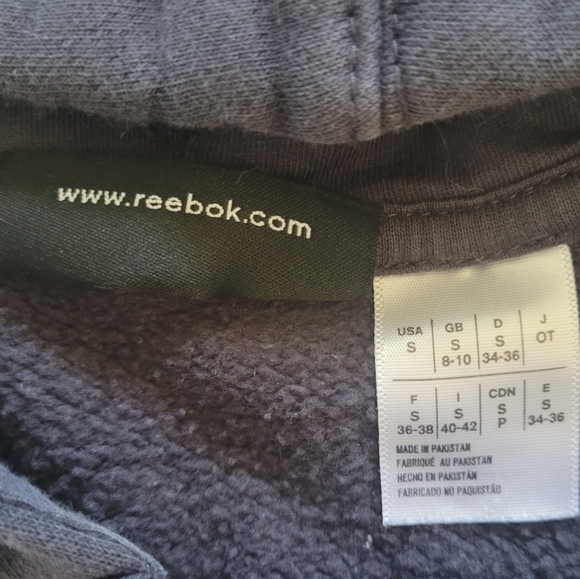 www.reebok.com
USA GB D J
S S S OT
8-10 34-36
F I CDN E
S S S S
36-38 40-42 P 34-36
MADE IN PAKISTAN
FABRIQUÉ AU PAKISTAN
HECHO EN PAKISTÁN
FABRICADO NO PAQUISTÃO